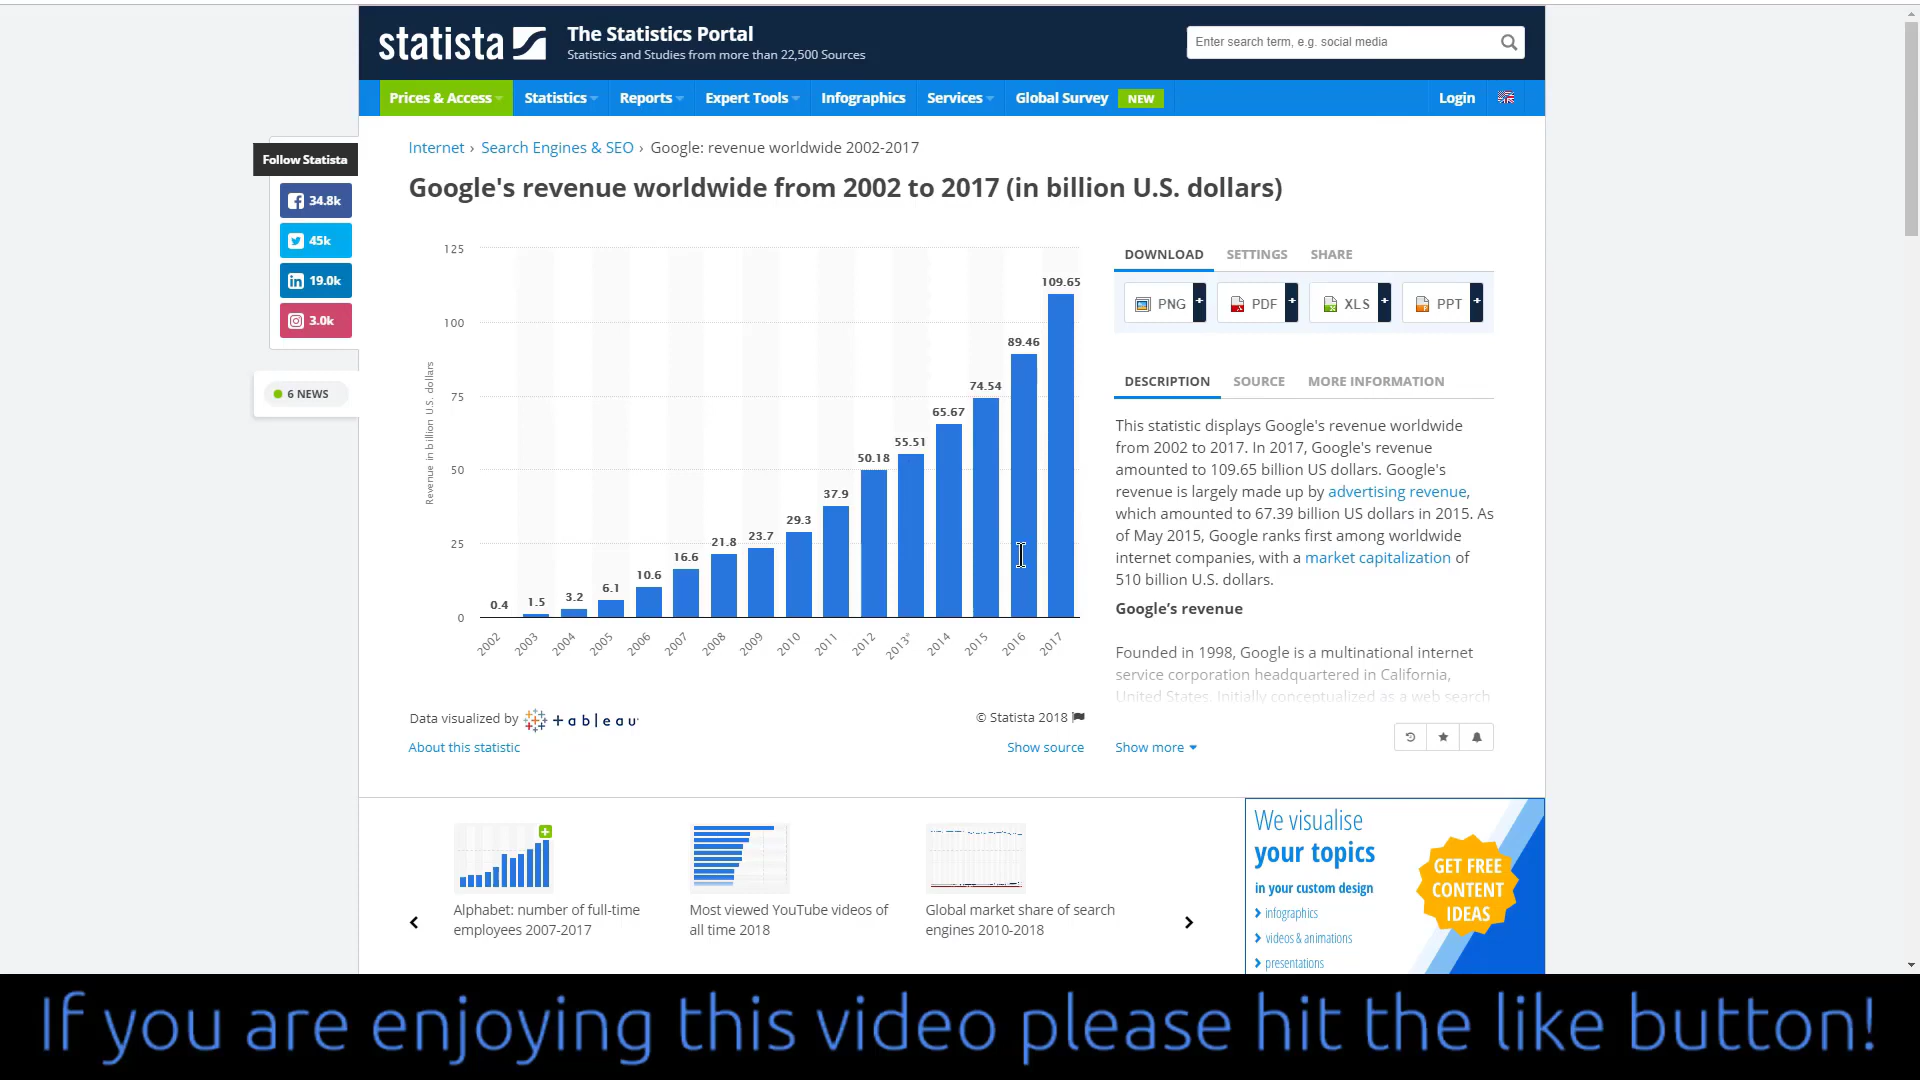 statista
The Statistics Portal
Statistics and Studies from more than 22,500 Sources
Enter search term, e.g. social media
Prices & Access
Statistics
Reports
Expert Tools
Infographics
Services
Global Survey
NEW
Login
Follow Statista
34.8k
45k
19.0k
3.0k
6 NEWS
Internet › Search Engines & SEO › Google: revenue worldwide 2002-2017
Google's revenue worldwide from 2002 to 2017 (in billion U.S. dollars)
Revenue in billion U.S. dollars
125
100
75
50
25
0
0.4
1.5
3.2
6.1
10.6
16.6
21.8
23.7
29.3
37.9
50.18
55.51
65.67
74.54
89.46
109.65
2002
2003
2004
2005
2006
2007
2008
2009
2010
2011
2012
2013*
2014
2015
2016
2017
Data visualized by +ableau
© Statista 2018
About this statistic
Show source
DOWNLOAD
SETTINGS
SHARE
PNG +
PDF +
XLS +
PPT +
DESCRIPTION
SOURCE
MORE INFORMATION
This statistic displays Google's revenue worldwide
from 2002 to 2017. In 2017, Google's revenue
amounted to 109.65 billion US dollars. Google's
revenue is largely made up by advertising revenue,
which amounted to 67.39 billion US dollars in 2015. As
of May 2015, Google ranks first among worldwide
internet companies, with a market capitalization of
510 billion U.S. dollars.
Google’s revenue
Founded in 1998, Google is a multinational internet
service corporation headquartered in California,
United States. Initially conceptualized as a web search
Show more
Alphabet: number of full-time
employees 2007-2017
Most viewed YouTube videos of
all time 2018
Global market share of search
engines 2010-2018
We visualise
your topics
in your custom design
infographics
videos & animations
presentations
GET FREE
CONTENT
IDEAS
If you are enjoying this video please hit the like button!